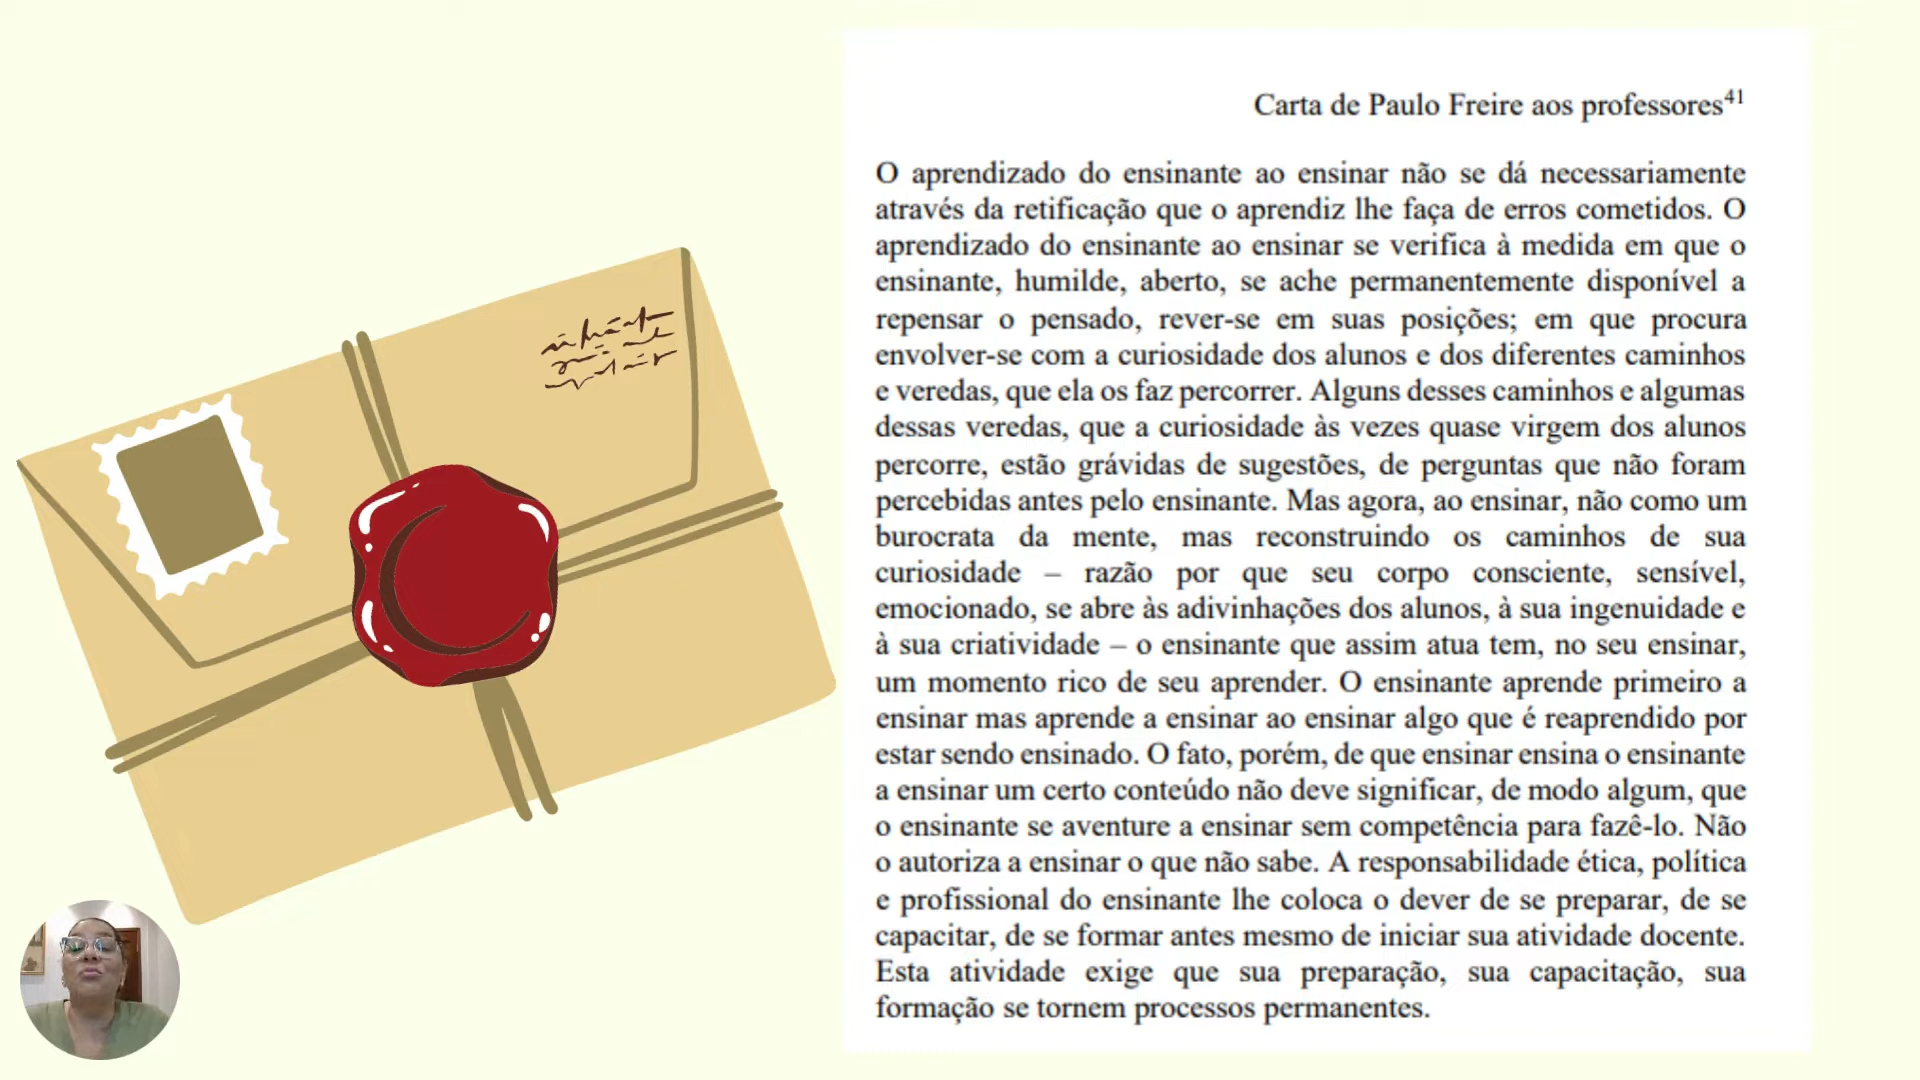 Carta de Paulo Freire aos professores⁴¹
O aprendizado do ensinante ao ensinar não se dá necessariamente
através da retificação que o aprendiz lhe faça de erros cometidos. O
aprendizado do ensinante ao ensinar se verifica à medida em que o
ensinante, humilde, aberto, se ache permanentemente disponível a
repensar o pensado, rever-se em suas posições; em que procura
envolver-se com a curiosidade dos alunos e dos diferentes caminhos
e veredas, que ela os faz percorrer. Alguns desses caminhos e algumas
dessas veredas, que a curiosidade às vezes quase virgem dos alunos
percorre, estão grávidas de sugestões, de perguntas que não foram
percebidas antes pelo ensinante. Mas agora, ao ensinar, não como um
burocrata da mente, mas reconstruindo os caminhos de sua
curiosidade – razão por que seu corpo consciente, sensível,
emocionado, se abre às adivinhações dos alunos, à sua ingenuidade e
à sua criatividade – o ensinante que assim atua tem, no seu ensinar,
um momento rico de seu aprender. O ensinante aprende primeiro a
ensinar mas aprende a ensinar ao ensinar algo que é reaprendido por
estar sendo ensinado. O fato, porém, de que ensinar ensina o ensinante
a ensinar um certo conteúdo não deve significar, de modo algum, que
o ensinante se aventure a ensinar sem competência para fazê-lo. Não
o autoriza a ensinar o que não sabe. A responsabilidade ética, política
e profissional do ensinante lhe coloca o dever de se preparar, de se
capacitar, de se formar antes mesmo de iniciar sua atividade docente.
Esta atividade exige que sua preparação, sua capacitação, sua
formação se tornem processos permanentes.